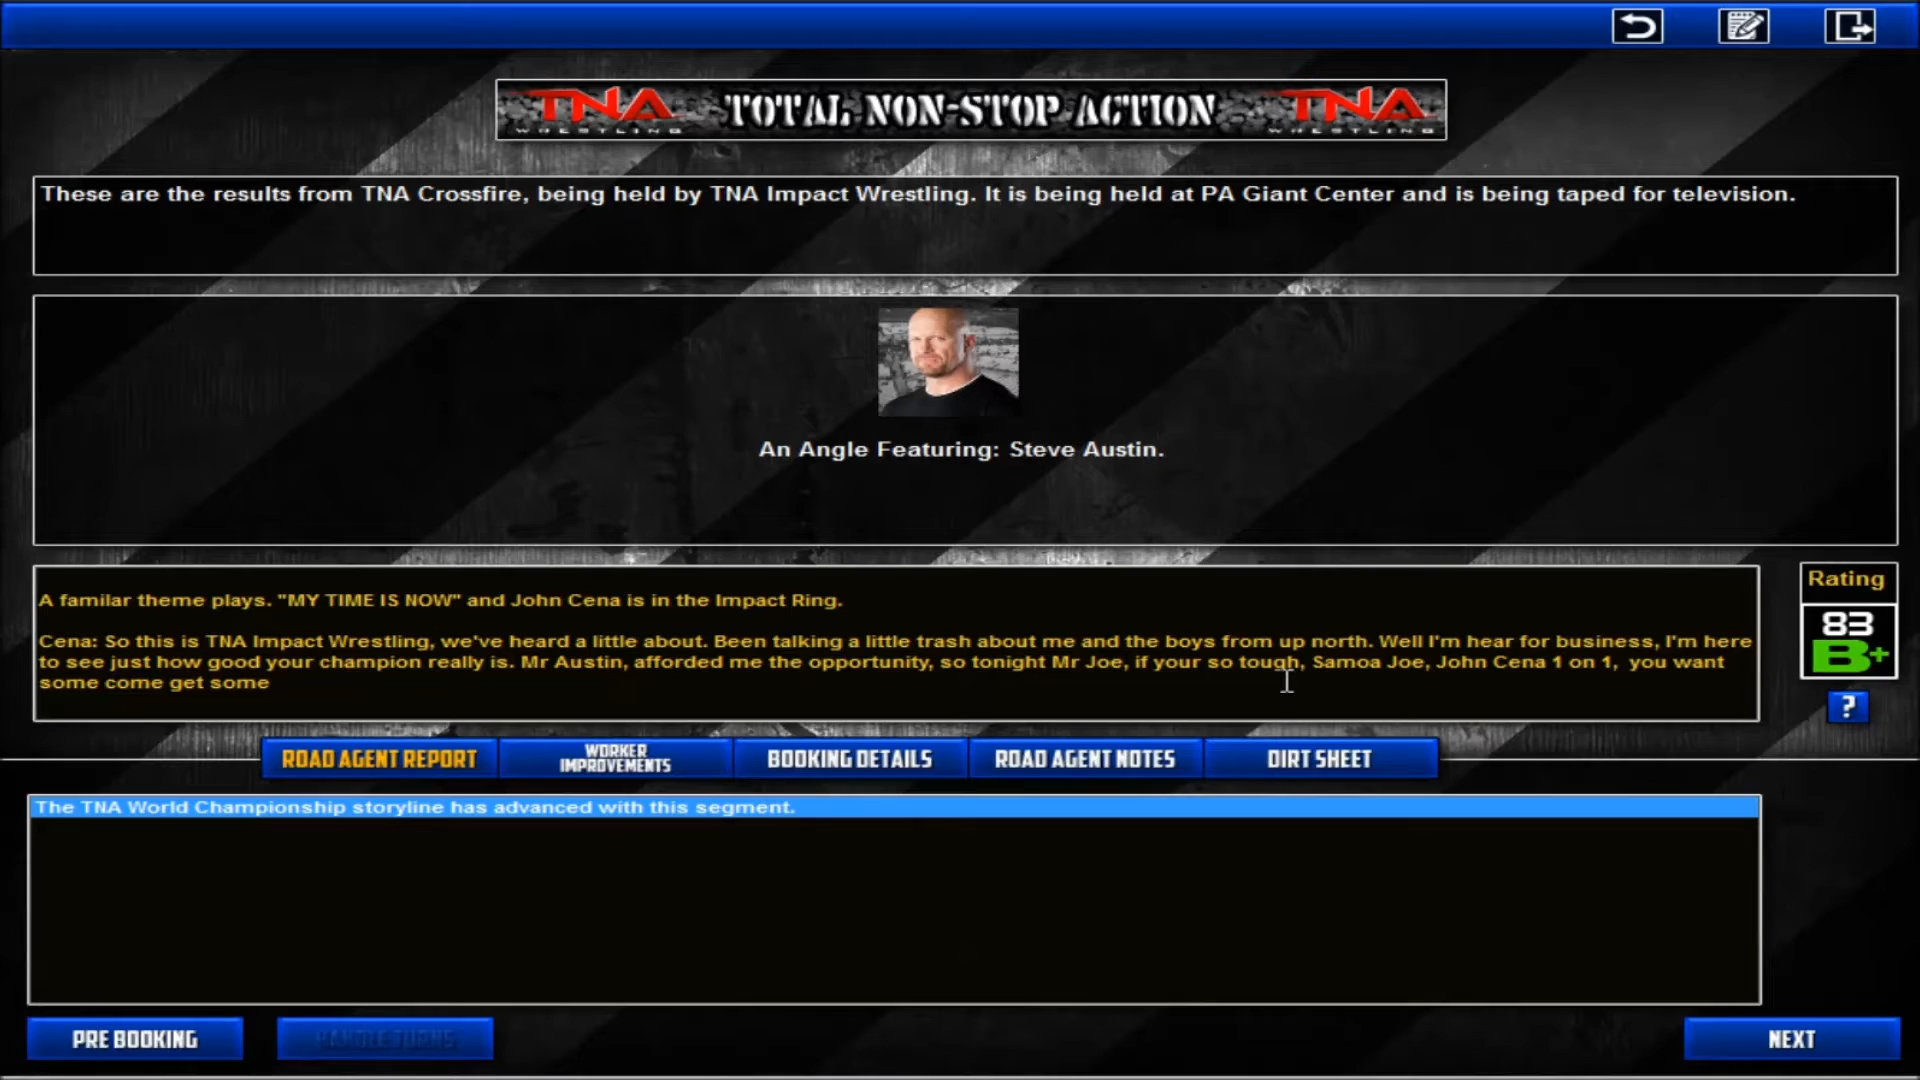 TNA WRESTLING TOTAL NON-STOP ACTION TNA WRESTLING
These are the results from TNA Crossfire, being held by TNA Impact Wrestling. It is being held at PA Giant Center and is being taped for television.
An Angle Featuring: Steve Austin.
A familar theme plays. "MY TIME IS NOW" and John Cena is in the Impact Ring.
Cena: So this is TNA Impact Wrestling, we've heard a little about. Been talking a little trash about me and the boys from up north. Well I'm hear for business, I'm here
to see just how good your champion really is. Mr Austin, afforded me the opportunity, so tonight Mr Joe, if your so tough, Samoa Joe, John Cena 1 on 1, you want
some come get some
Rating
83
B+
?
ROAD AGENT REPORT
WORKER
IMPROVEMENTS
BOOKING DETAILS
ROAD AGENT NOTES
DIRT SHEET
The TNA World Championship storyline has advanced with this segment.
PRE BOOKING
HANDLE TURNS
NEXT